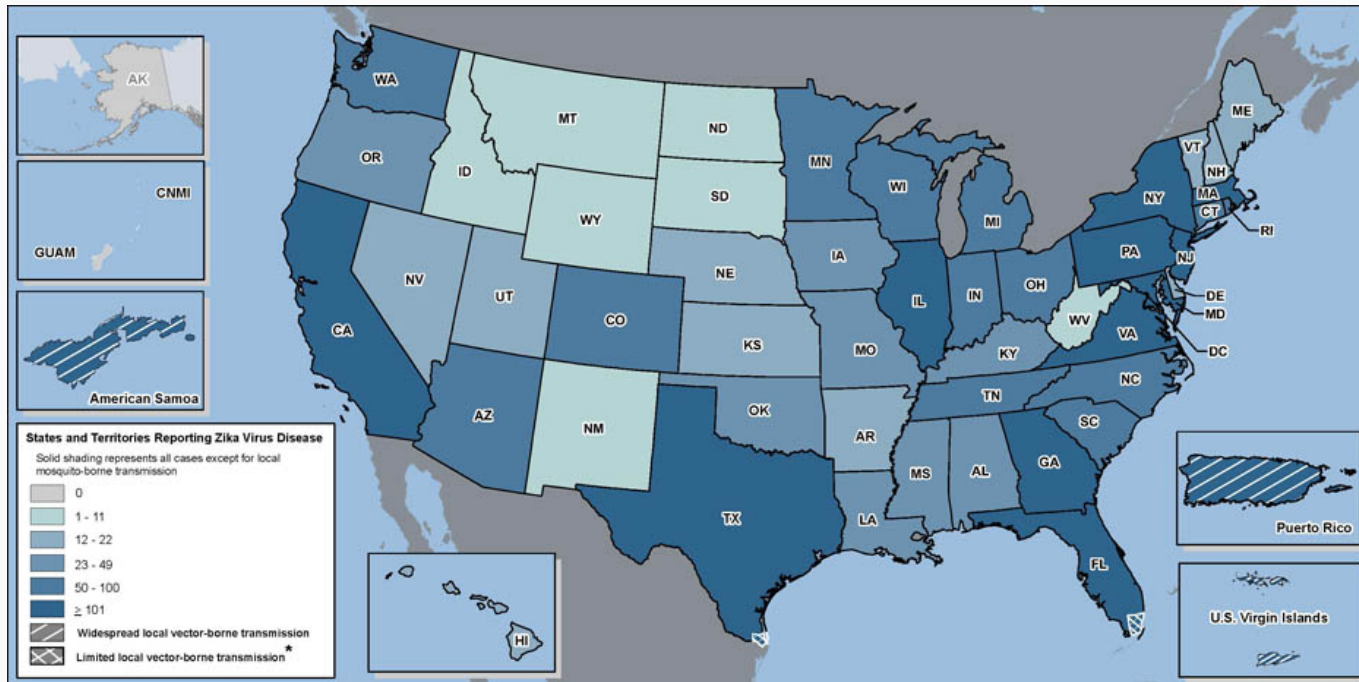 AK
CNMI
GUAM
American Samoa
States and Territories Reporting Zika Virus Disease
Solid shading represents all cases except for local
mosquito-borne transmission
0
1 - 11
12 - 22
23 - 49
50 - 100
≥ 101
Widespread local vector-borne transmission
Limited local vector-borne transmission*
WA
OR
ID
MT
ND
SD
WY
MN
WI
MI
NV
UT
CO
NE
IA
KS
MO
IL
IN
OH
KY
WV
VA
PA
NY
VT
NH
ME
MA
CT
RI
NJ
DE
MD
DC
CA
AZ
NM
OK
AR
TN
NC
SC
MS
AL
GA
TX
LA
FL
HI
Puerto Rico
U.S. Virgin Islands